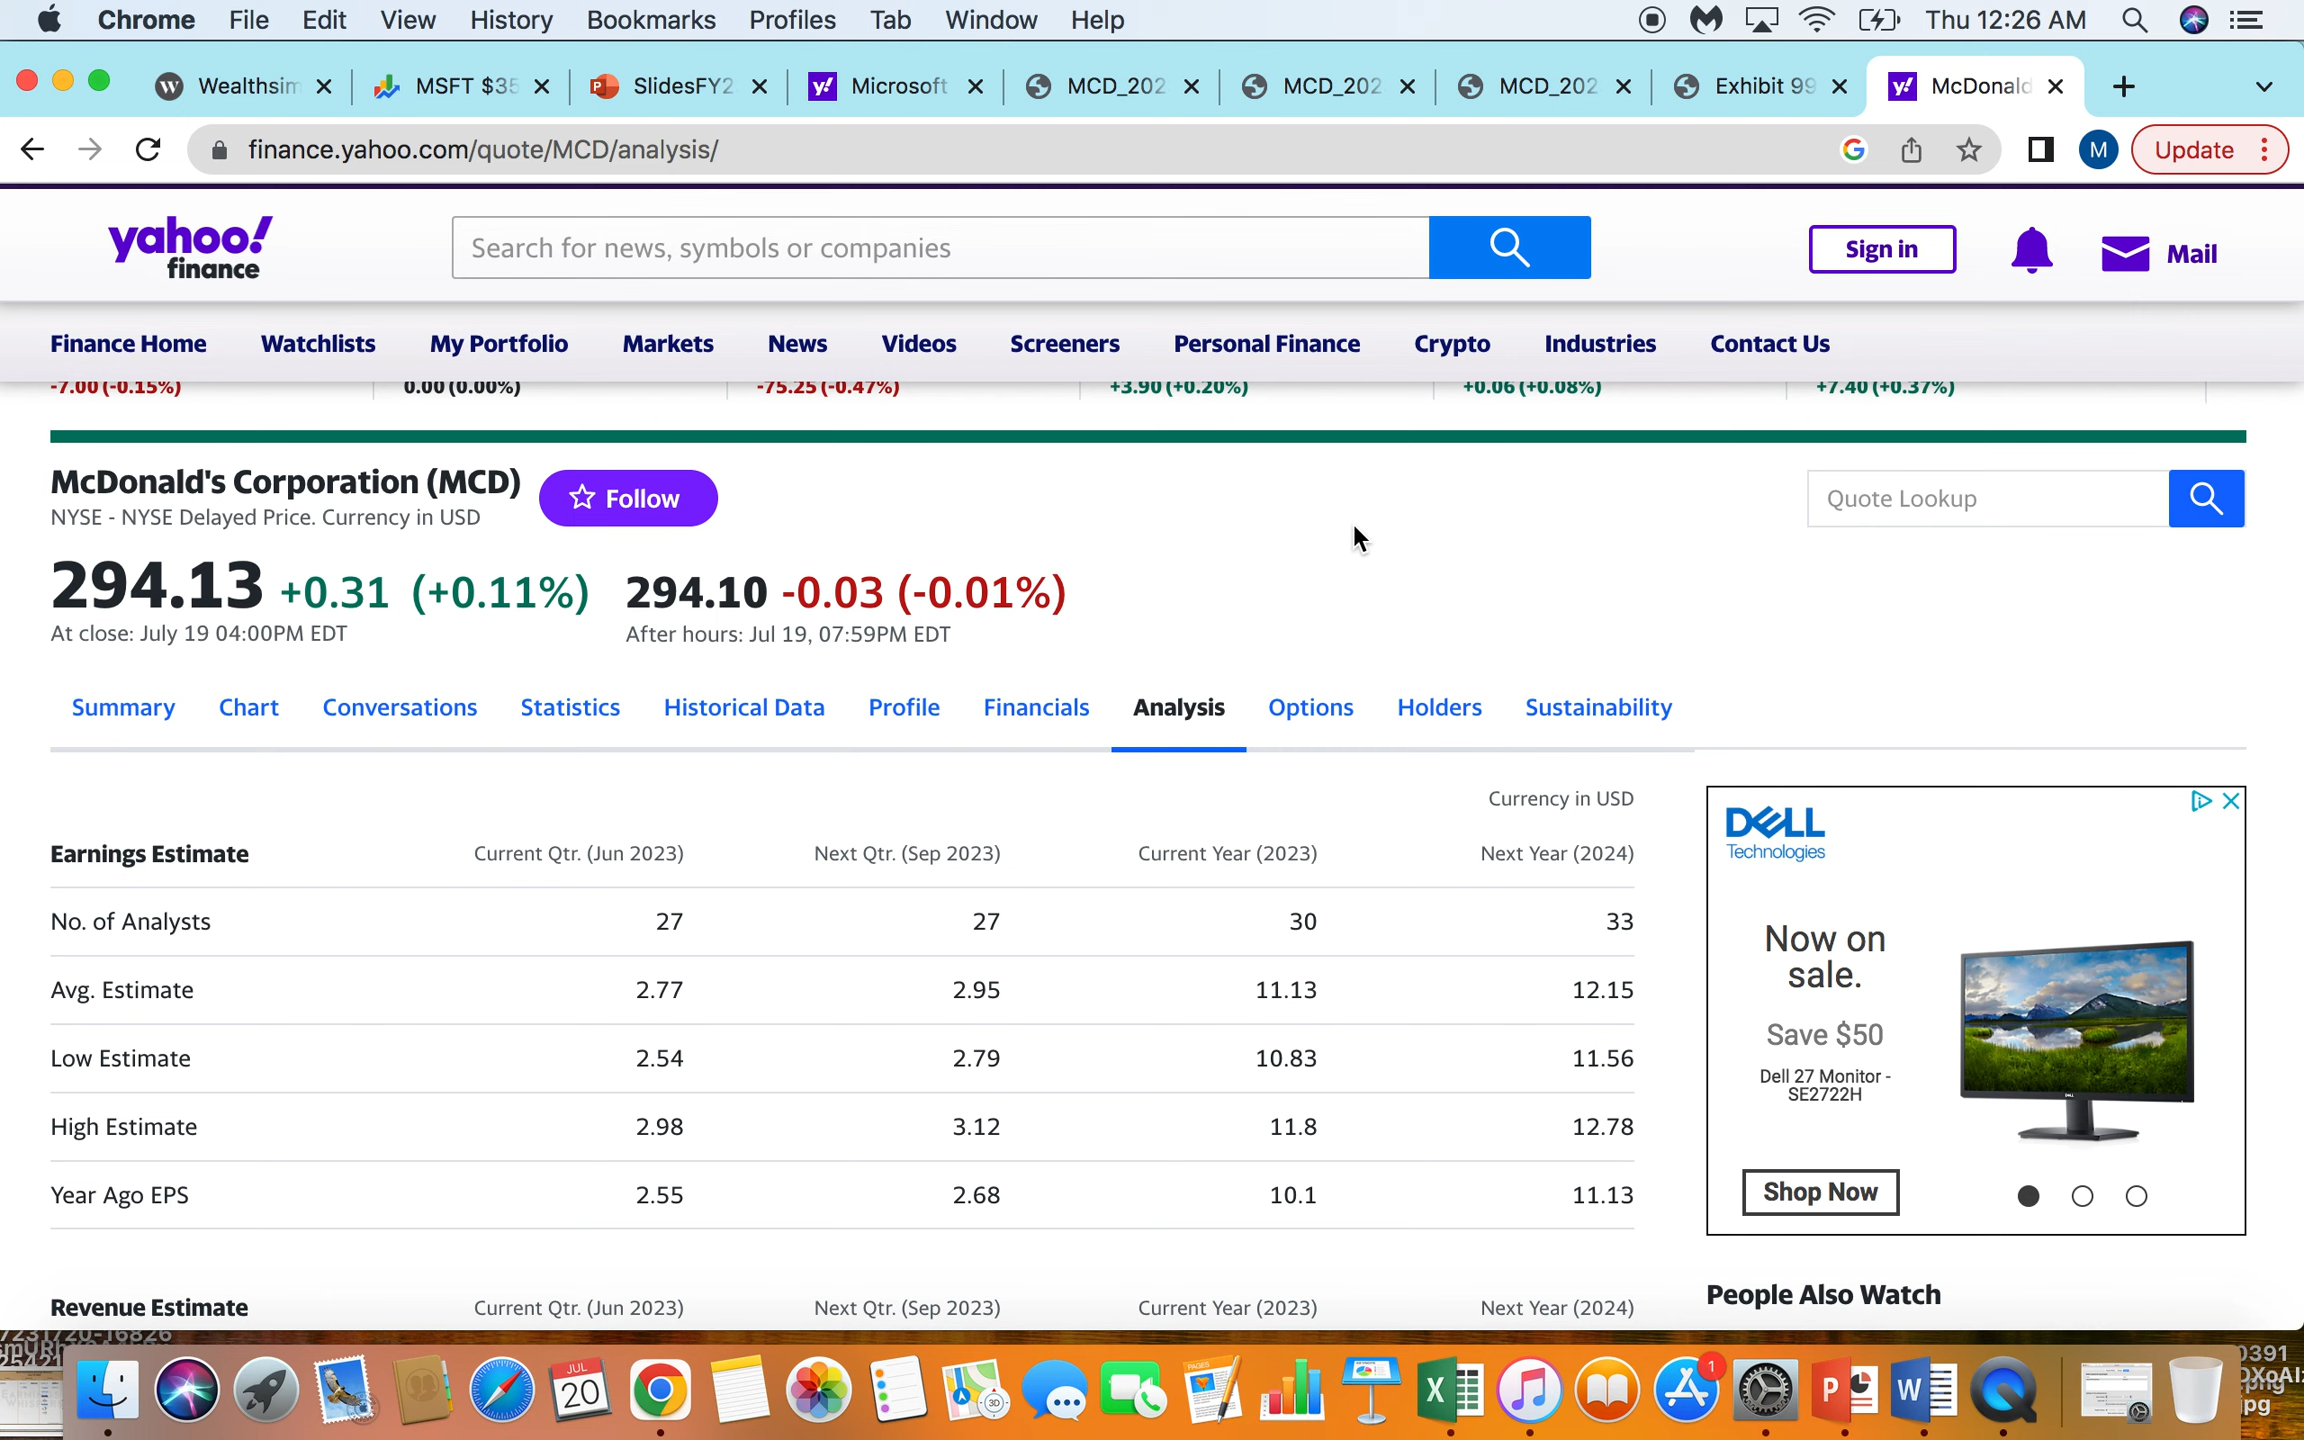 Chrome File Edit View History Bookmarks Profiles Tab Window Help Thu 12:26 AM
Wealthsim MSFT $35 SlidesFY2 Microsoft MCD_202 MCD_202 MCD_202 Exhibit 99 McDonald
finance.yahoo.com/quote/MCD/analysis/ M Update
yahoo!
finance
Search for news, symbols or companies
Sign in
Mail
Finance Home Watchlists My Portfolio Markets News Videos Screeners Personal Finance Crypto Industries Contact Us
-7.00 (-0.15%) 0.00 (0.00%) -75.25 (-0.47%) +3.90 (+0.20%) +0.06 (+0.08%) +7.40 (+0.37%)
McDonald's Corporation (MCD)
NYSE - NYSE Delayed Price. Currency in USD
Follow
Quote Lookup
294.13 +0.31 (+0.11%) 294.10 -0.03 (-0.01%)
At close: July 19 04:00PM EDT After hours: Jul 19, 07:59PM EDT
Summary Chart Conversations Statistics Historical Data Profile Financials Analysis Options Holders Sustainability
Currency in USD
Earnings Estimate Current Qtr. (Jun 2023) Next Qtr. (Sep 2023) Current Year (2023) Next Year (2024)
No. of Analysts 27 27 30 33
Avg. Estimate 2.77 2.95 11.13 12.15
Low Estimate 2.54 2.79 10.83 11.56
High Estimate 2.98 3.12 11.8 12.78
Year Ago EPS 2.55 2.68 10.1 11.13
Revenue Estimate Current Qtr. (Jun 2023) Next Qtr. (Sep 2023) Current Year (2023) Next Year (2024)
DELL
Technologies
Now on
sale.
Save $50
Dell 27 Monitor -
SE2722H
Shop Now
People Also Watch
JUL
20
PAGES
3D
1